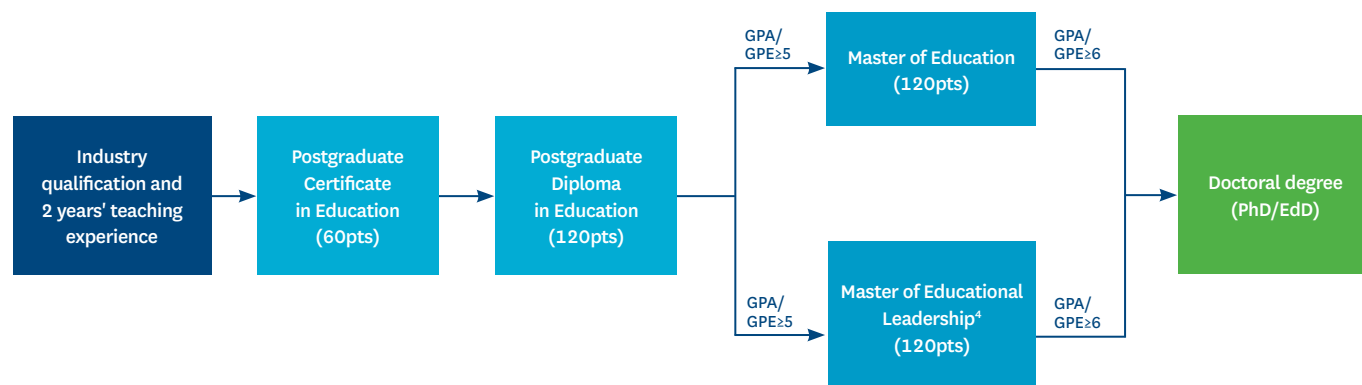 Industry
qualification and
2 years' teaching
experience
Postgraduate
Certificate
in Education
(60pts)
Postgraduate
Diploma
in Education
(120pts)
GPA/
GPE≥5
Master of Education
(120pts)
GPA/
GPE≥6
GPA/
GPE≥5
Master of Educational
Leadership⁴
(120pts)
GPA/
GPE≥6
Doctoral degree
(PhD/EdD)